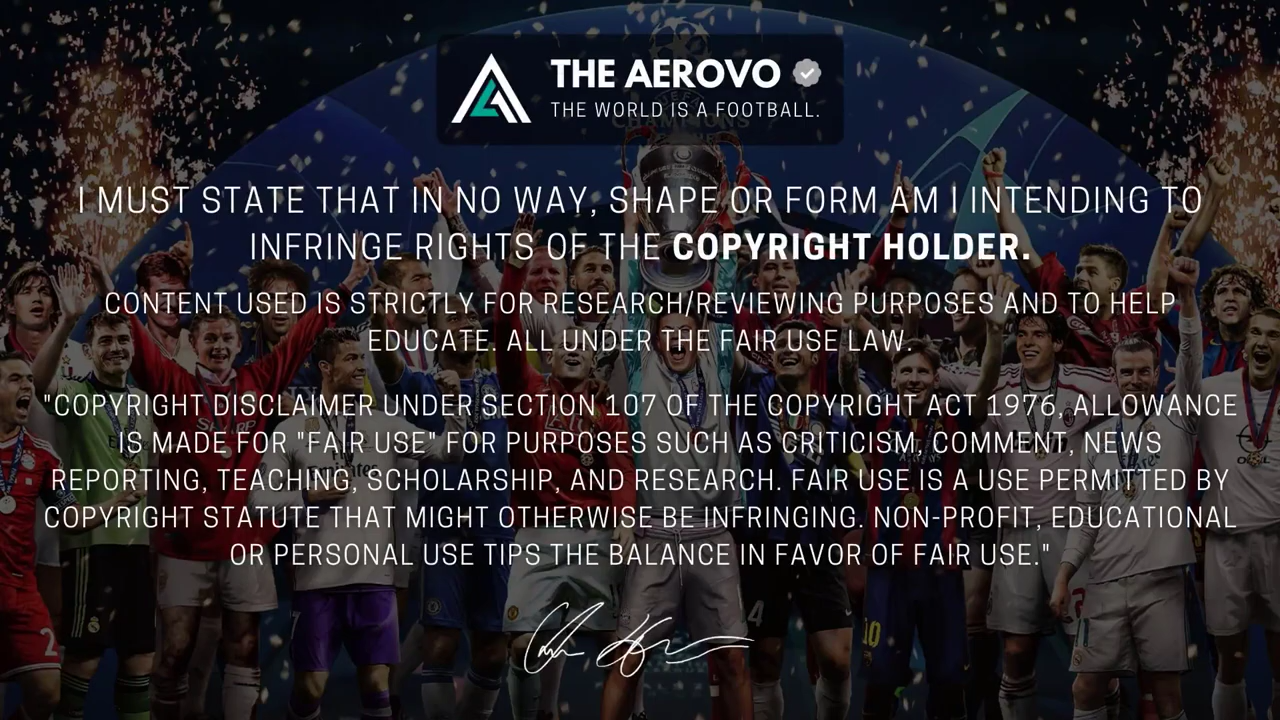 THE AEROVO
THE WORLD IS A FOOTBALL.
I MUST STATE THAT IN NO WAY, SHAPE OR FORM AM I INTENDING TO
INFRINGE RIGHTS OF THE COPYRIGHT HOLDER.
CONTENT USED IS STRICTLY FOR RESEARCH/REVIEWING PURPOSES AND TO HELP
EDUCATE. ALL UNDER THE FAIR USE LAW.
"COPYRIGHT DISCLAIMER UNDER SECTION 107 OF THE COPYRIGHT ACT 1976, ALLOWANCE
IS MADE FOR "FAIR USE" FOR PURPOSES SUCH AS CRITICISM, COMMENT, NEWS
REPORTING, TEACHING, SCHOLARSHIP, AND RESEARCH. FAIR USE IS A USE PERMITTED BY
COPYRIGHT STATUTE THAT MIGHT OTHERWISE BE INFRINGING. NON-PROFIT, EDUCATIONAL
OR PERSONAL USE TIPS THE BALANCE IN FAVOR OF FAIR USE."
SHARP
Emirates
2
10